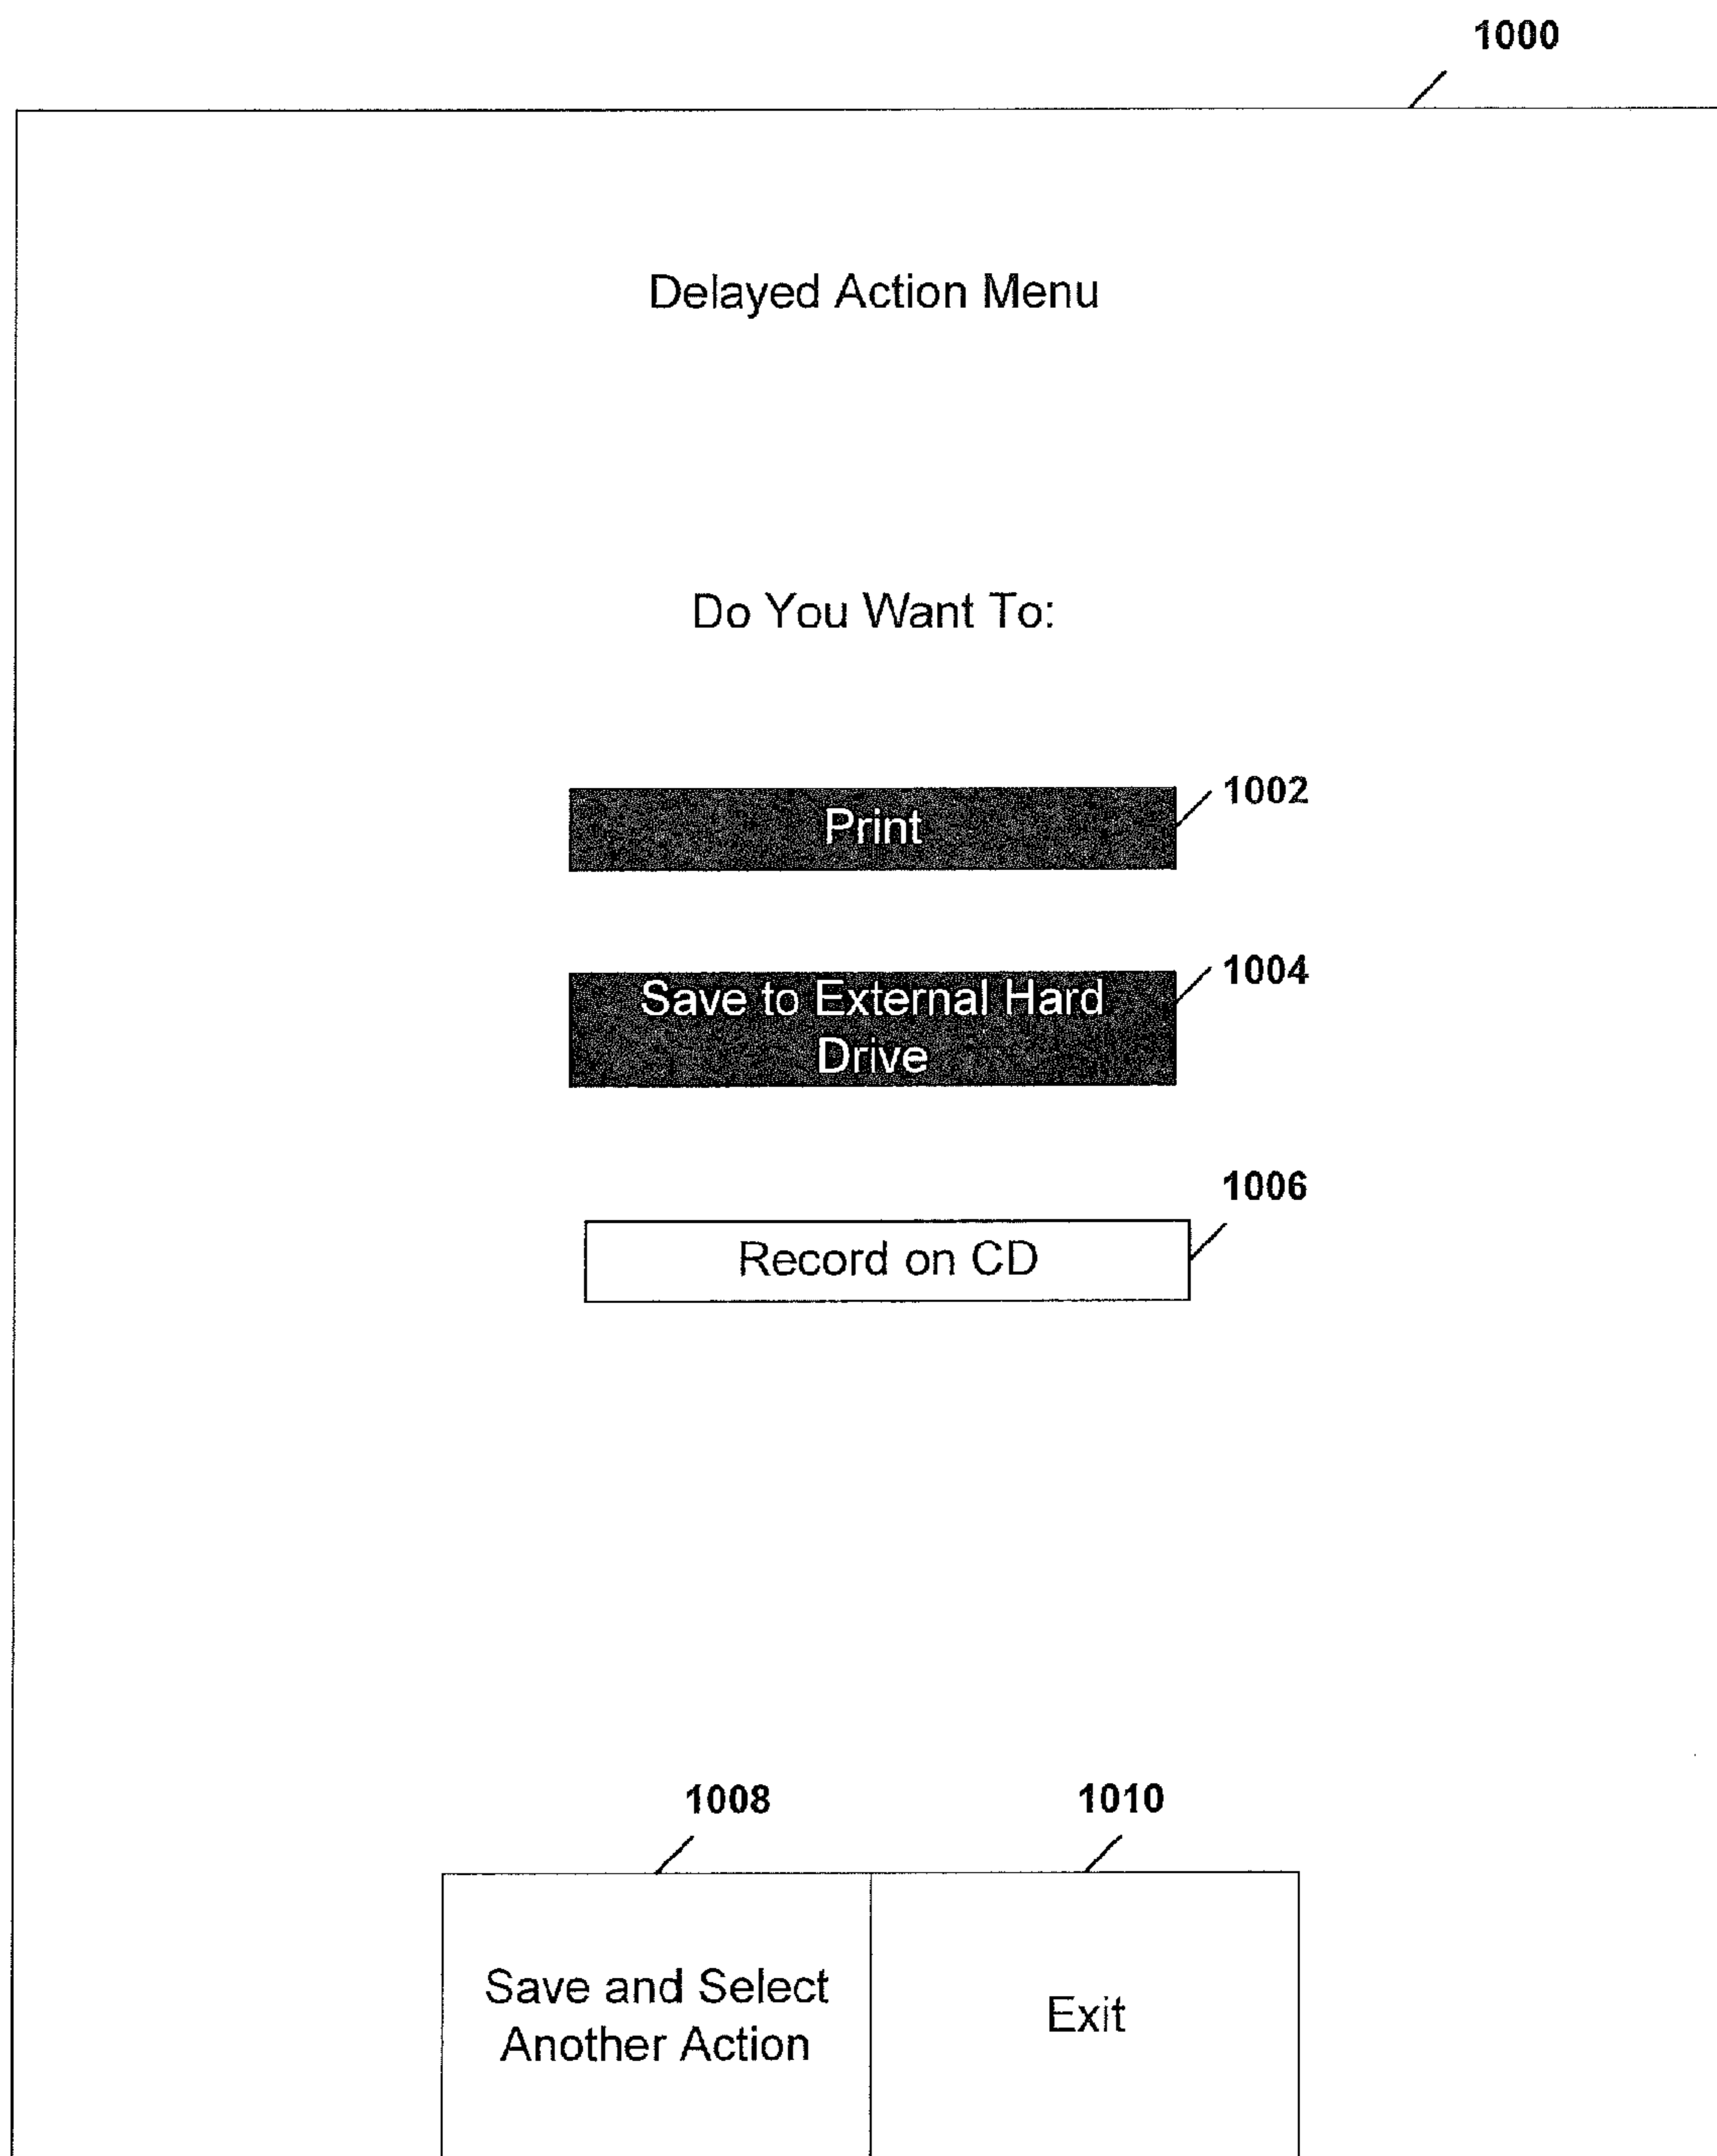 1000
Delayed Action Menu
Do You Want To:
Print
1002
Save to External Hard
Drive
1004
1006
Record on CD
1008
1010
Save and Select
Another Action
Exit